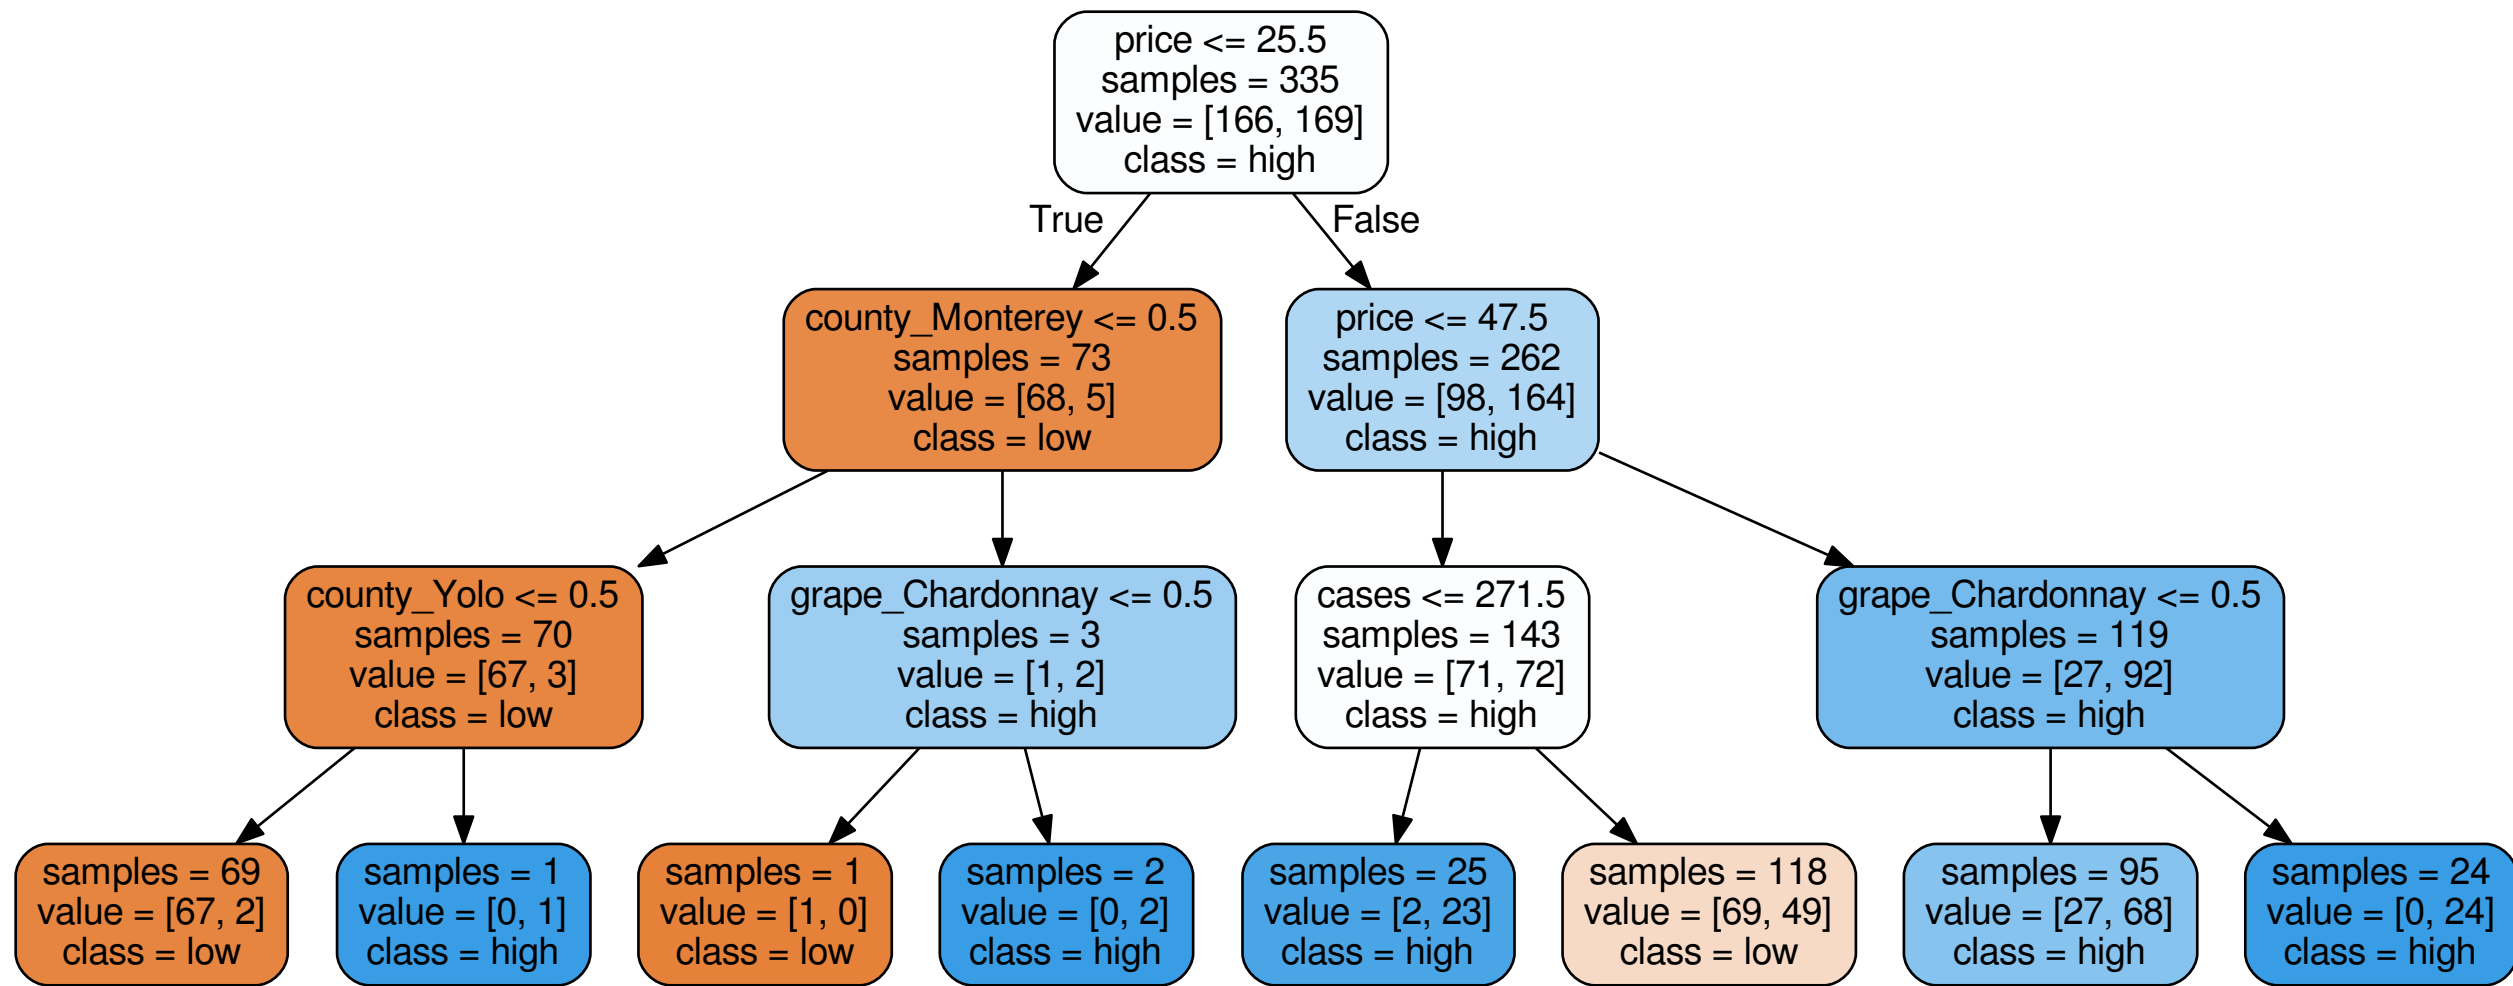 price <= 25.5
samples = 335
value = [166, 169]
class = high
True
False
county_Monterey <= 0.5
samples = 73
value = [68, 5]
class = low
price <= 47.5
samples = 262
value = [98, 164]
class = high
county_Yolo <= 0.5
samples = 70
value = [67, 3]
class = low
grape_Chardonnay <= 0.5
samples = 3
value = [1, 2]
class = high
cases <= 271.5
samples = 143
value = [71, 72]
class = high
grape_Chardonnay <= 0.5
samples = 119
value = [27, 92]
class = high
samples = 69
value = [67, 2]
class = low
samples = 1
value = [0, 1]
class = high
samples = 1
value = [1, 0]
class = low
samples = 2
value = [0, 2]
class = high
samples = 25
value = [2, 23]
class = high
samples = 118
value = [69, 49]
class = low
samples = 95
value = [27, 68]
class = high
samples = 24
value = [0, 24]
class = high